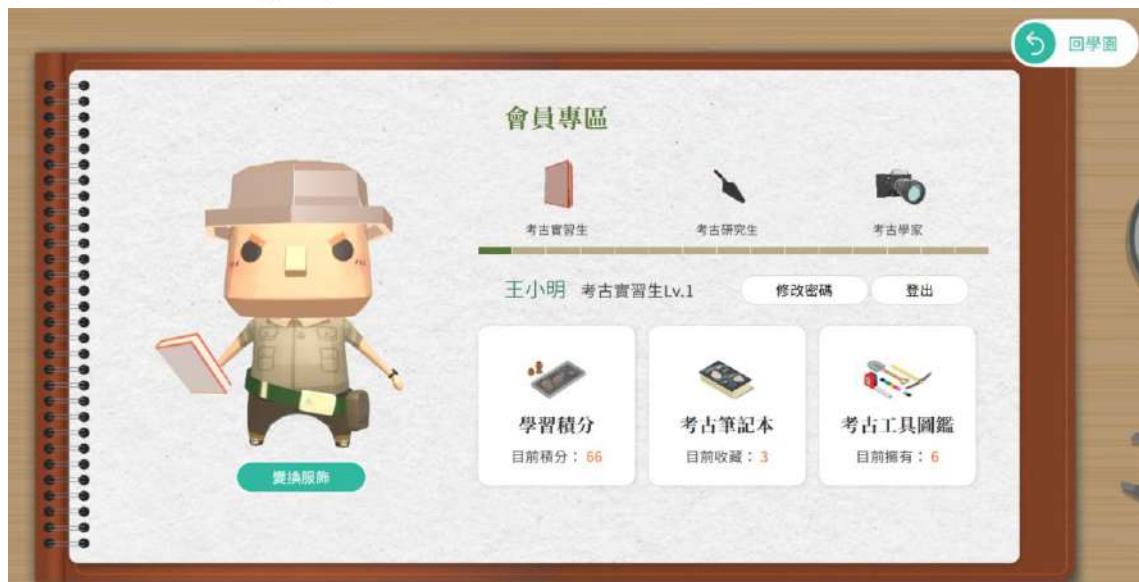 回學園
會員專區
考古實習生
考古研究生
考古學家
王小明 考古實習生Lv.1 修改密碼 登出
學習積分
目前積分：66
考古筆記本
目前收藏：3
考古工具圖鑑
目前擁有：6
變換服飾